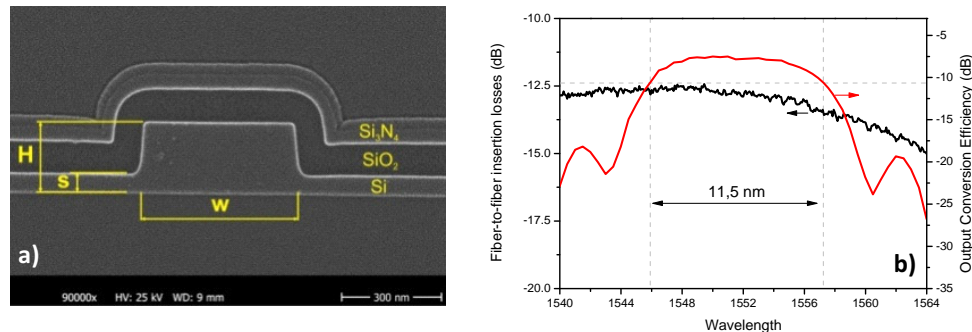 H
s
w
Si₃N₄
SiO₂
Si
a)
90000x HV: 25 kV WD: 9 mm 300 nm
Fiber-to-fiber insertion losses (dB)
-10.0
-12.5
-15.0
-17.5
-20.0
1540 1544 1548 1552 1556 1560 1564
Wavelength
11,5 nm
b)
-5
-10
-15
-20
-25
-30
-35
Output Conversion Efficiency (dB)